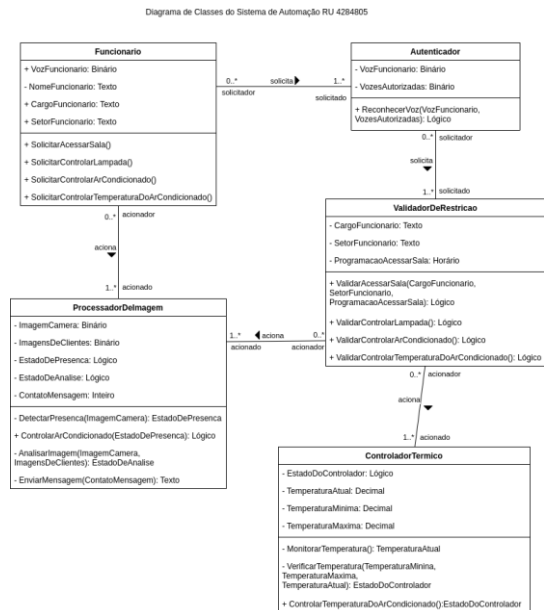 Diagrama de Classes do Sistema de Automação RU 4284805
Funcionario
+ VozFuncionario: Binário
- NomeFuncionario: Texto
+ CargoFuncionario: Texto
+ SetorFuncionario: Texto
+ SolicitarAcessarSala()
+ SolicitarControlarLampada()
+ SolicitarControlarArCondicionado()
+ SolicitarControlarTemperaturaDoArCondicionado()
0..* solicita 1..*
solicitador solicitado
Autenticador
- VozFuncionario: Binário
- VozesAutorizadas: Binário
+ ReconhecerVoz(VozFuncionario,
VozesAutorizadas): Lógico
0..* solicitador
solicita
1..* solicitado
ValidadorDeRestricao
- CargoFuncionario: Texto
- SetorFuncionario: Texto
- ProgramacaoAcessarSala: Horário
+ ValidarAcessarSala(CargoFuncionario,
SetorFuncionario,
ProgramacaoAcessarSala): Lógico
+ ValidarControlarLampada(): Lógico
+ ValidarControlarArCondicionado(): Lógico
+ ValidarControlarTemperaturaDoArCondicionado(): Lógico
0..* acionador
aciona
1..* acionado
ProcessadorDeImagem
- ImagemCamera: Binário
- ImagensDeClientes: Binário
- EstadoDePresenca: Lógico
- EstadoDeAnalise: Lógico
- ContatoMensagem: Inteiro
- DetectarPresenca(ImagemCamera): EstadoDePresenca
+ ControlarArCondicionado(EstadoDePresenca): Lógico
- AnalisarImagem(ImagemCamera,
ImagensDeClientes): EstadoDeAnalise
- EnviarMensagem(ContatoMensagem): Texto
1..* aciona 0..*
acionado acionador
0..* acionador
aciona
1..* acionado
ControladorTermico
- EstadoDoControlador: Lógico
- TemperaturaAtual: Decimal
- TemperaturaMinima: Decimal
- TemperaturaMaxima: Decimal
- MonitorarTemperatura(): TemperaturaAtual
- VerificarTemperatura(TemperaturaMinina,
TemperaturaMaxima,
TemperaturaAtual): EstadoDoControlador
+ ControlarTemperaturaDoArCondicionado():EstadoDoControlador